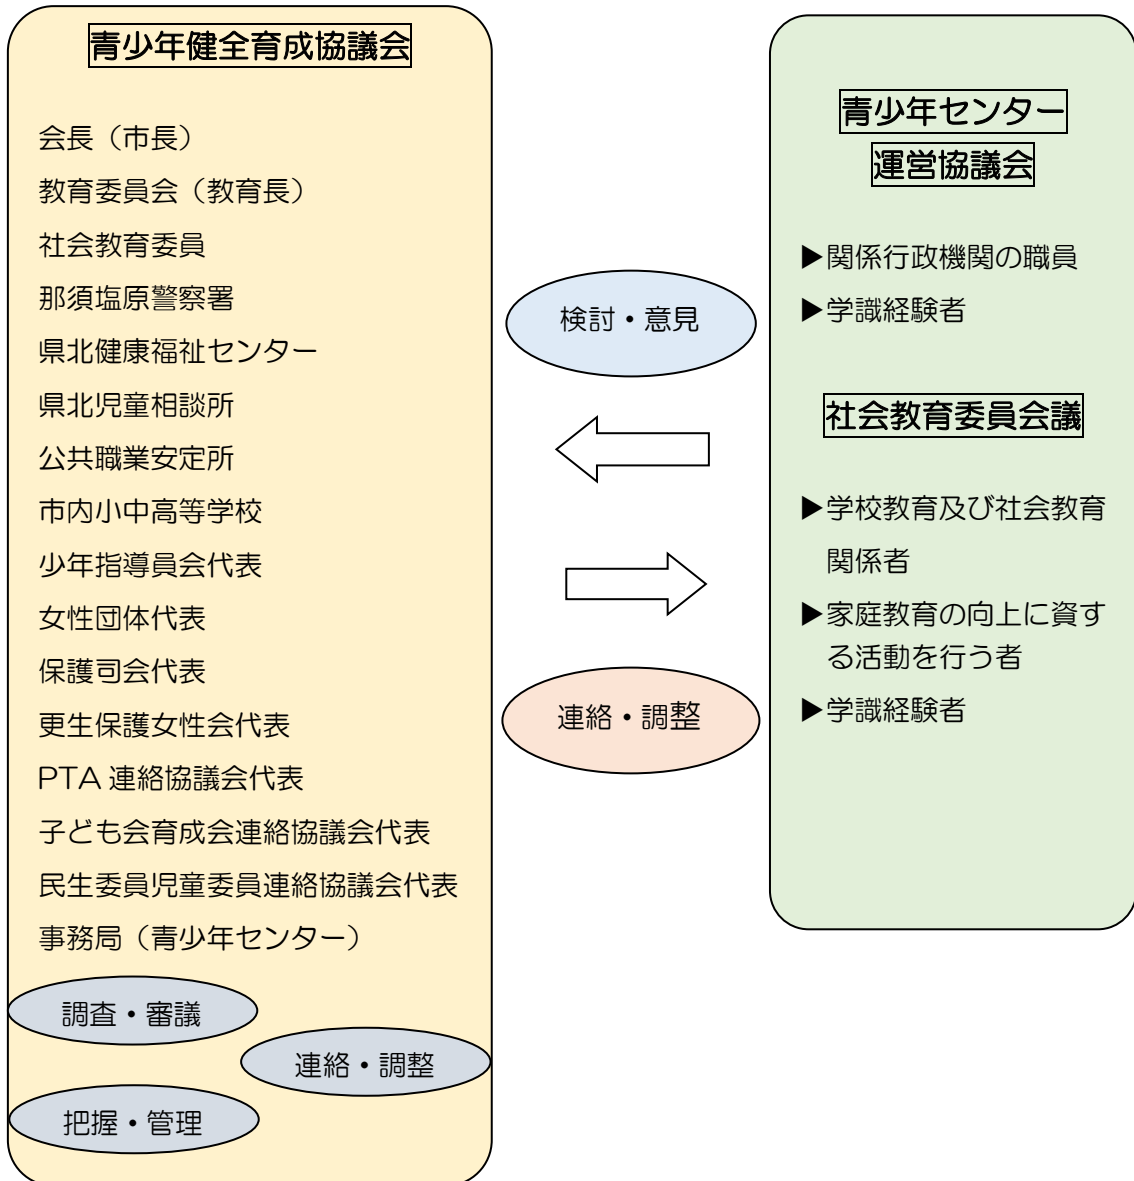 青少年健全育成協議会
会長（市長）
教育委員会（教育長）
社会教育委員
那須塩原警察署
県北健康福祉センター
県北児童相談所
公共職業安定所
市内小中高等学校
少年指導員会代表
女性団体代表
保護司会代表
更生保護女性会代表
PTA 連絡協議会代表
子ども会育成会連絡協議会代表
民生委員児童委員連絡協議会代表
事務局（青少年センター）
調査・審議
連絡・調整
把握・管理
検討・意見
連絡・調整
青少年センター
運営協議会
▶関係行政機関の職員
▶学識経験者
社会教育委員会議
▶学校教育及び社会教育
関係者
▶家庭教育の向上に資す
る活動を行う者
▶学識経験者